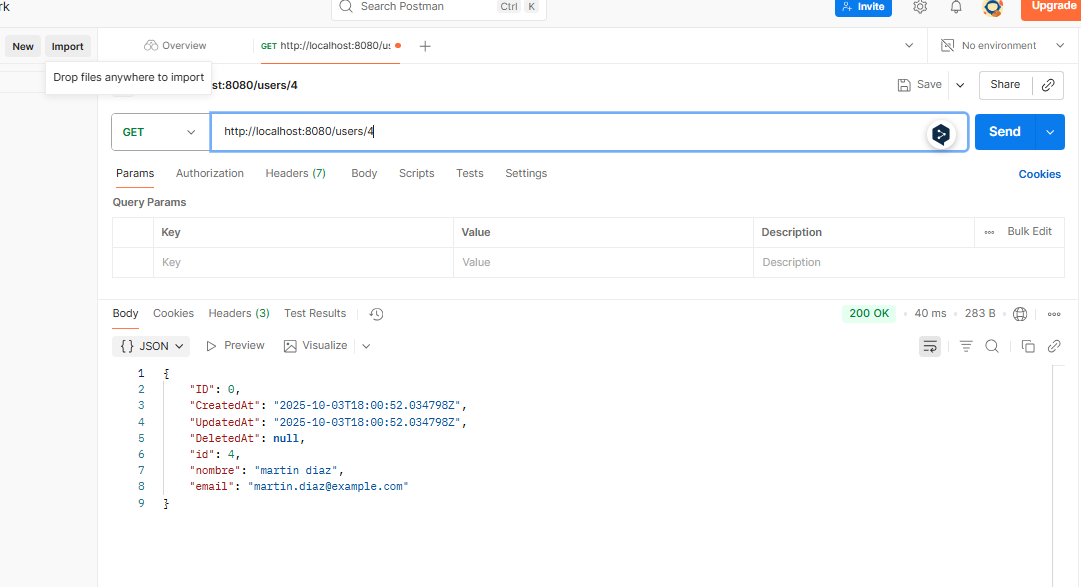 rk
Search Postman Ctrl K Invite Upgrade
New Import Overview GET http://localhost:8080/us No environment
Drop files anywhere to import
st:8080/users/4 Save Share
GET http://localhost:8080/users/4 Send
Params Authorization Headers (7) Body Scripts Tests Settings Cookies
Query Params
Key Value Description Bulk Edit
Key Value Description
Body Cookies Headers (3) Test Results 200 OK 40 ms 283 B
{} JSON Preview Visualize
1 {
2 "ID": 0,
3 "CreatedAt": "2025-10-03T18:00:52.034798Z",
4 "UpdatedAt": "2025-10-03T18:00:52.034798Z",
5 "DeletedAt": null,
6 "id": 4,
7 "nombre": "martin diaz",
8 "email": "martin.diaz@example.com"
9 }